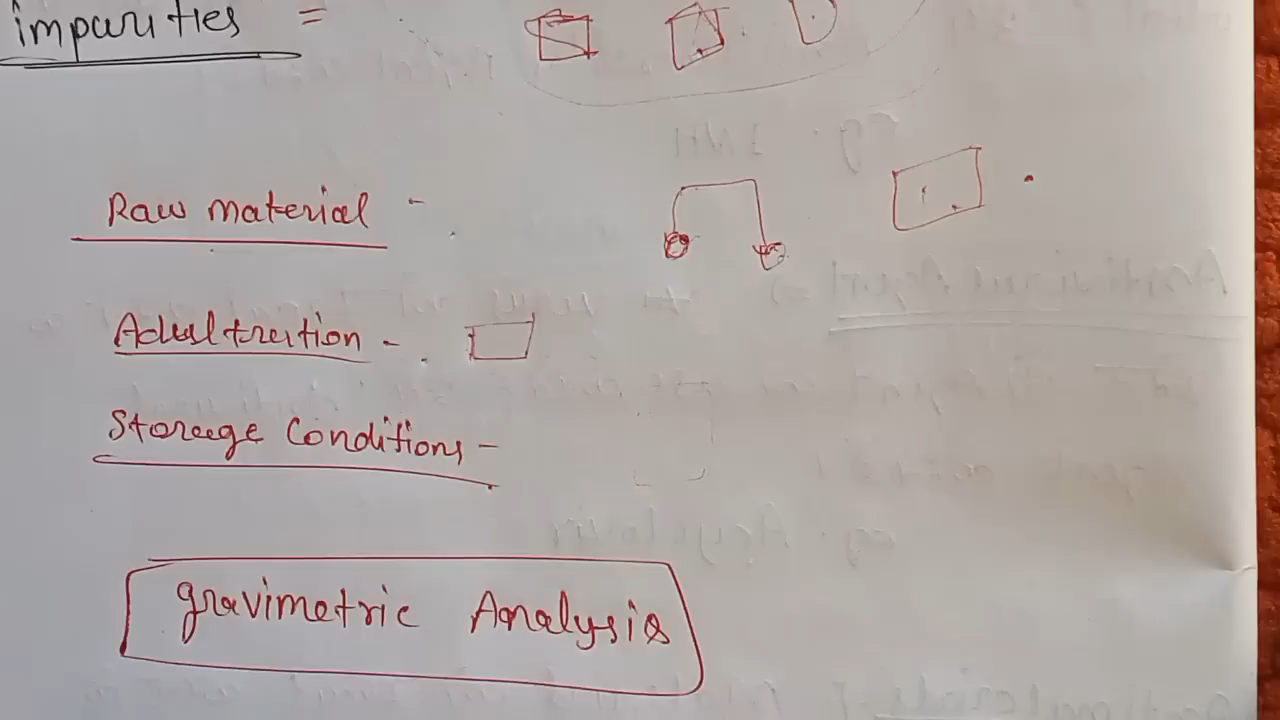 impurities =
Raw material -
Adultration -
Storage Conditions -
gravimetric Analysis